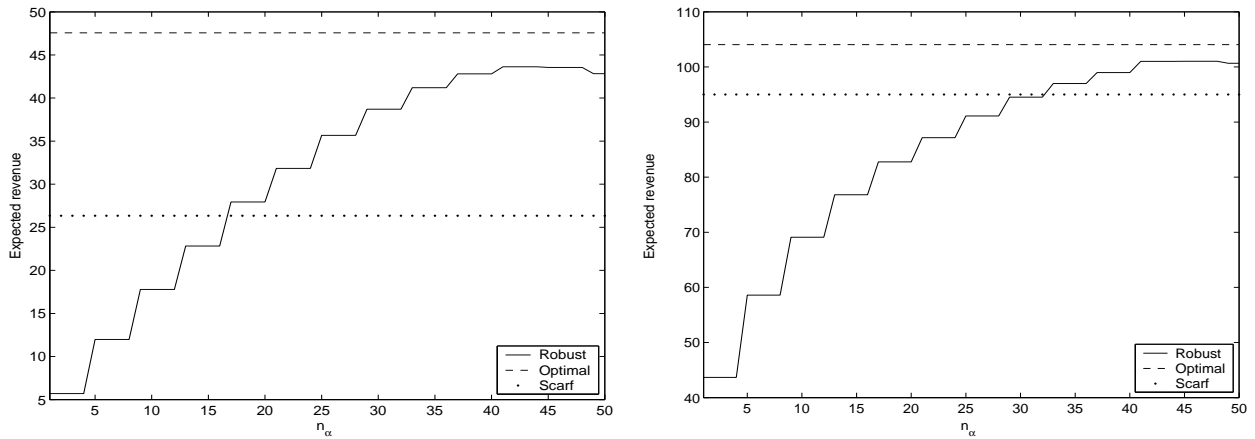 50
45
40
35
30
25
20
15
10
5
Expected revenue
5 10 15 20 25 30 35 40 45 50
n_α
Robust
Optimal
Scarf
110
100
90
80
70
60
50
40
Expected revenue
5 10 15 20 25 30 35 40 45 50
n_α
Robust
Optimal
Scarf